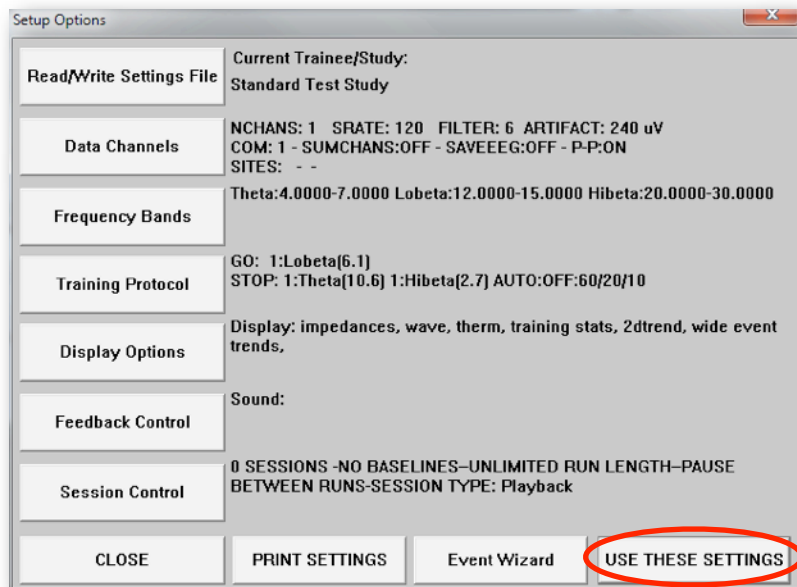 Setup Options
x
Read/Write Settings File
Current Trainee/Study:
Standard Test Study
Data Channels
NCHANS: 1 SRATE: 120 FILTER: 6 ARTIFACT: 240 uV
COM: 1 - SUMCHANS:OFF - SAVEEEG:OFF - P-P:ON
SITES: - -
Frequency Bands
Theta:4.0000-7.0000 Lobeta:12.0000-15.0000 Hibeta:20.0000-30.0000
Training Protocol
GO: 1:Lobeta(6.1)
STOP: 1:Theta(10.6) 1:Hibeta(2.7) AUTO:OFF:60/20/10
Display Options
Display: impedances, wave, therm, training stats, 2dtrend, wide event
trends,
Feedback Control
Sound:
Session Control
0 SESSIONS -NO BASELINES--UNLIMITED RUN LENGTH--PAUSE
BETWEEN RUNS-SESSION TYPE: Playback
CLOSE
PRINT SETTINGS
Event Wizard
USE THESE SETTINGS